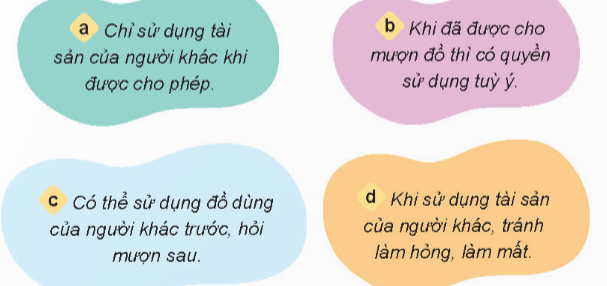 a Chỉ sử dụng tài
sản của người khác khi
được cho phép.
b Khi đã được cho
mượn đồ thì có quyền
sử dụng tuỳ ý.
c Có thể sử dụng đồ dùng
của người khác trước, hỏi
mượn sau.
d Khi sử dụng tài sản
của người khác, tránh
làm hỏng, làm mất.